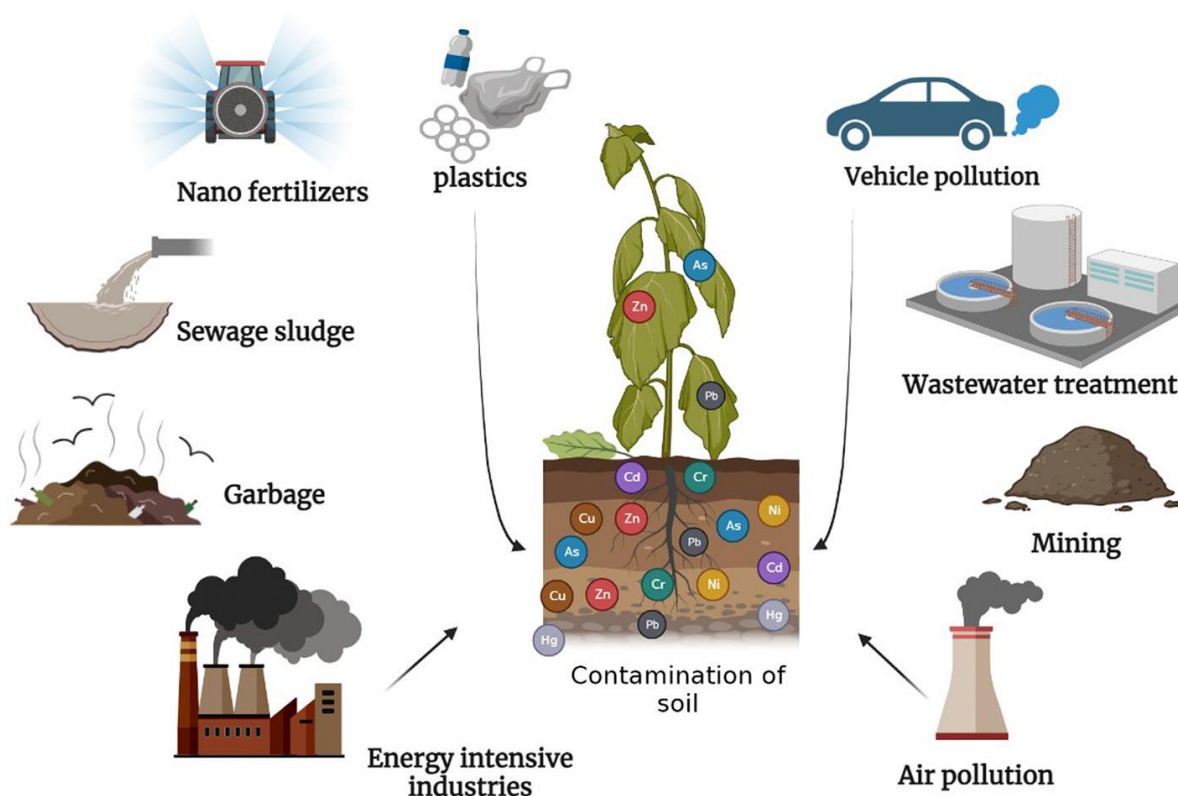 Nano fertilizers
plastics
Vehicle pollution
Sewage sludge
Wastewater treatment
Garbage
Mining
Energy intensive
industries
Air pollution
As
Zn
Pb
Cd
Cr
Cu
Zn
As
Ni
As
Pb
Cd
Cu
Zn
Cr
Ni
Pb
Hg
Hg
Contamination of
soil